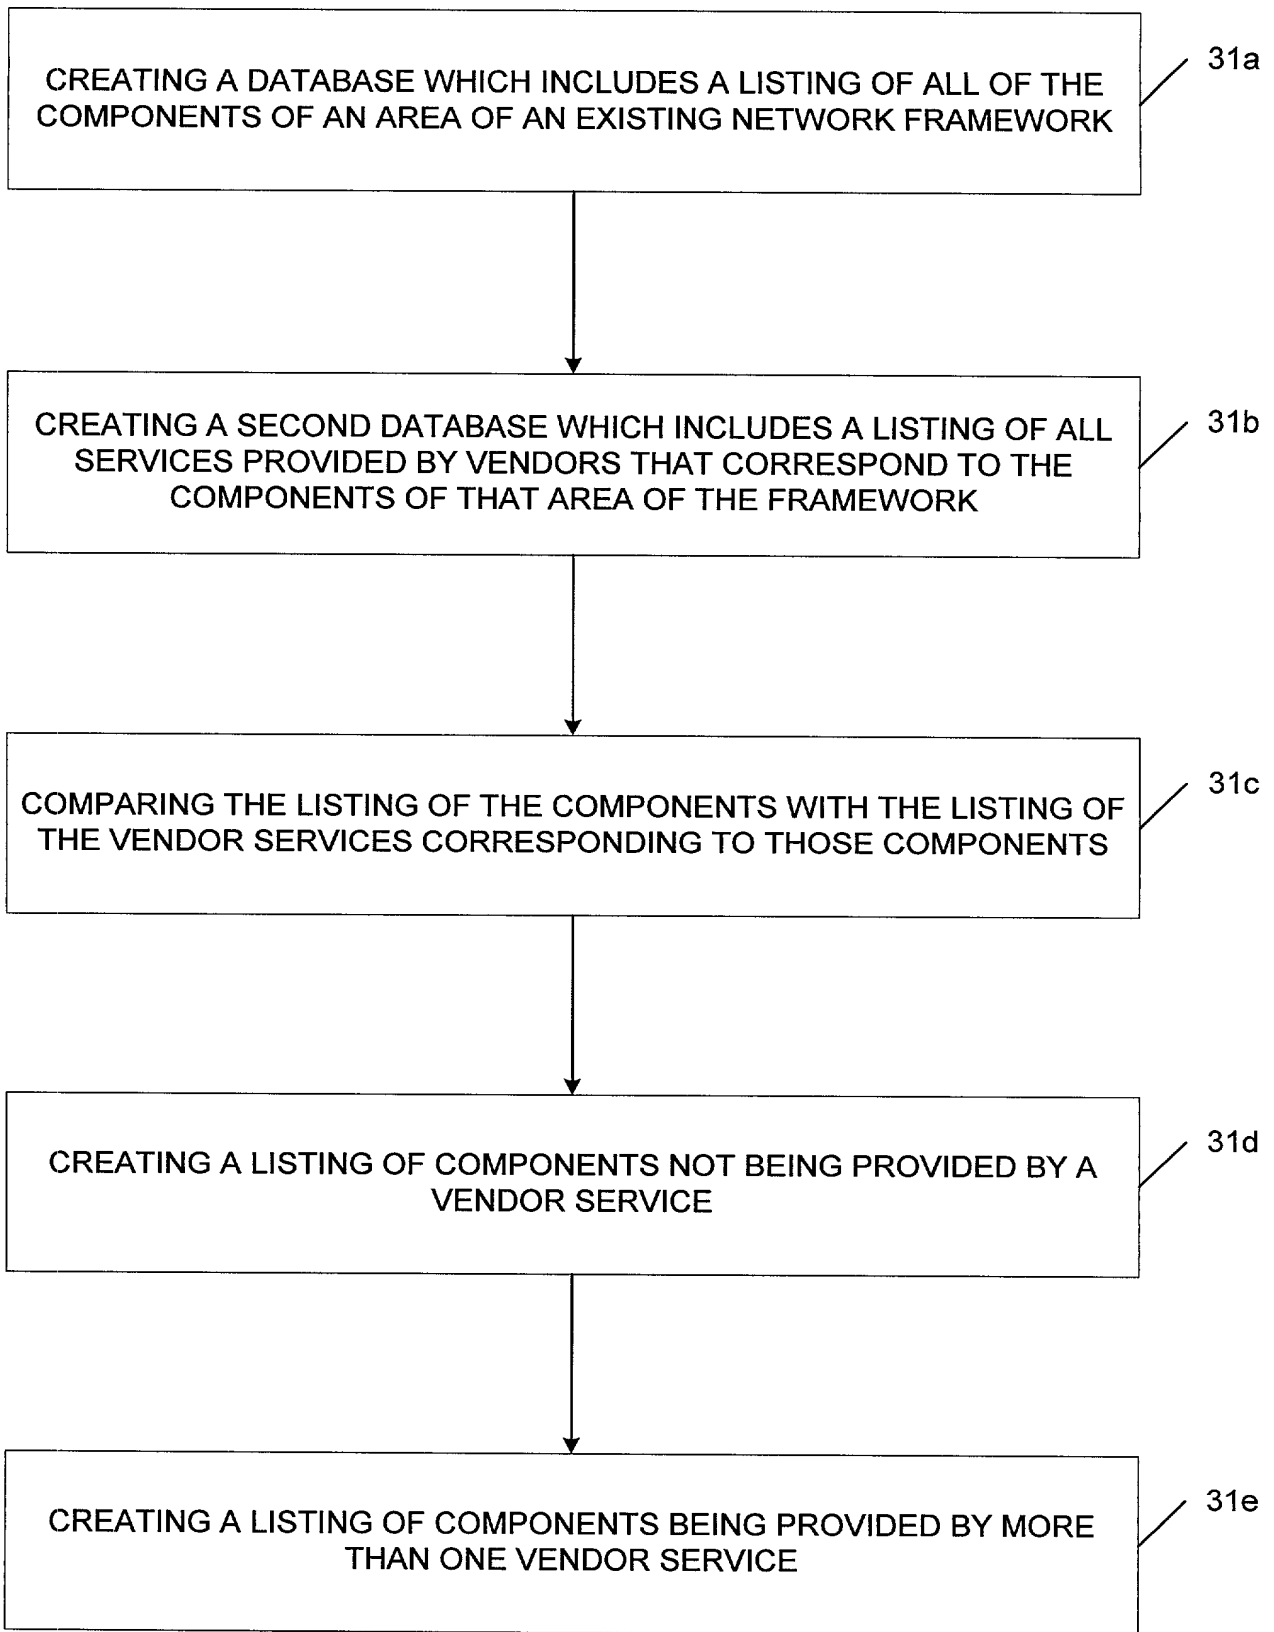 CREATING A DATABASE WHICH INCLUDES A LISTING OF ALL OF THE
COMPONENTS OF AN AREA OF AN EXISTING NETWORK FRAMEWORK
31a
CREATING A SECOND DATABASE WHICH INCLUDES A LISTING OF ALL
SERVICES PROVIDED BY VENDORS THAT CORRESPOND TO THE
COMPONENTS OF THAT AREA OF THE FRAMEWORK
31b
COMPARING THE LISTING OF THE COMPONENTS WITH THE LISTING OF
THE VENDOR SERVICES CORRESPONDING TO THOSE COMPONENTS
31c
CREATING A LISTING OF COMPONENTS NOT BEING PROVIDED BY A
VENDOR SERVICE
31d
CREATING A LISTING OF COMPONENTS BEING PROVIDED BY MORE
THAN ONE VENDOR SERVICE
31e